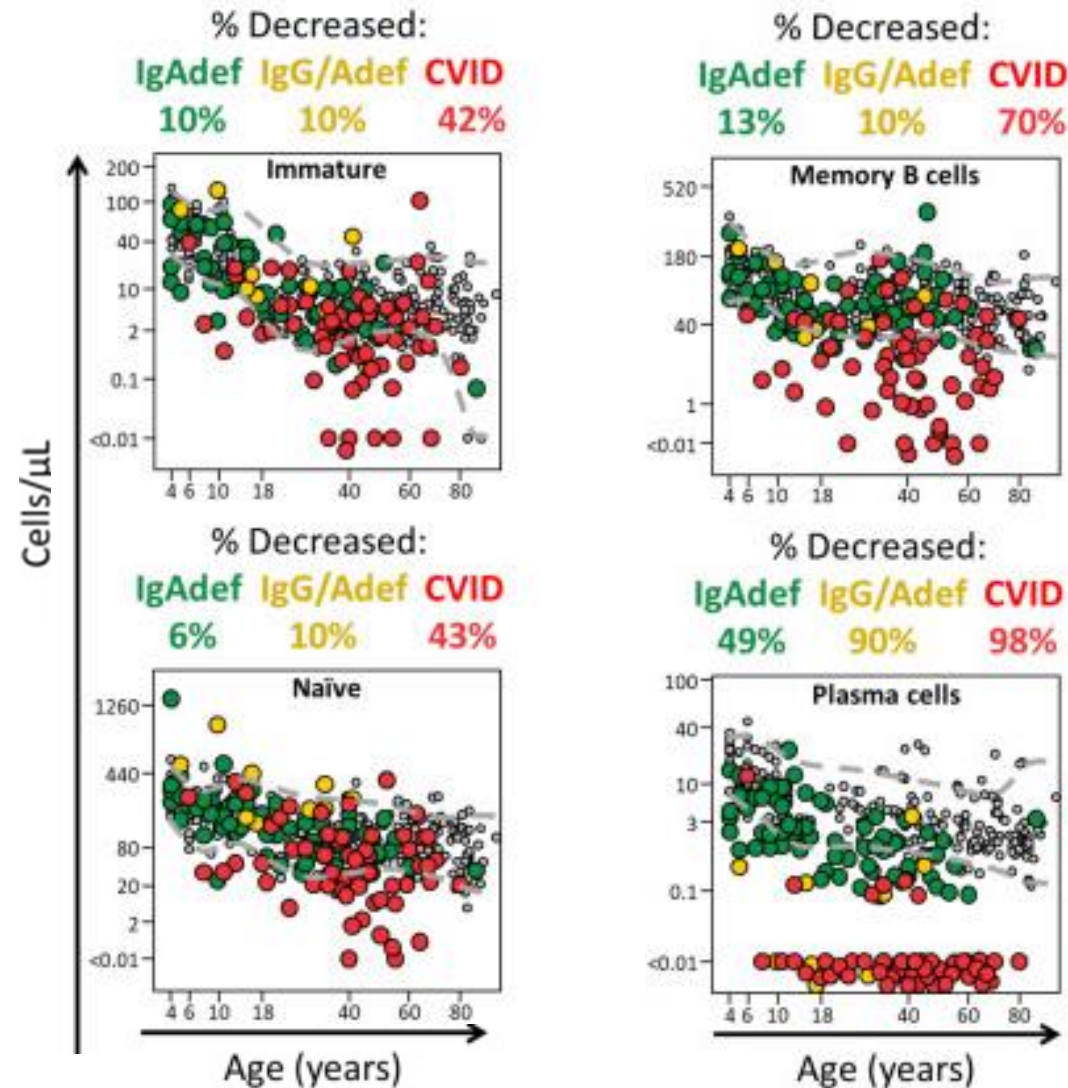 % Decreased:
IgAdef IgG/Adef CVID
10% 10% 42%
Immature
200
100
40
10
2
0.1
<0.01
4 6 10 18 40 60 80
% Decreased:
IgAdef IgG/Adef CVID
13% 10% 70%
Memory B cells
520
180
40
1
<0.01
4 6 10 18 40 60 80
Cells/µL
% Decreased:
IgAdef IgG/Adef CVID
6% 10% 43%
Naïve
1260
440
80
20
2
<0.01
4 6 10 18 40 60 80
Age (years)
% Decreased:
IgAdef IgG/Adef CVID
49% 90% 98%
Plasma cells
100
40
10
3
0.1
<0.01
4 6 10 18 40 60 80
Age (years)